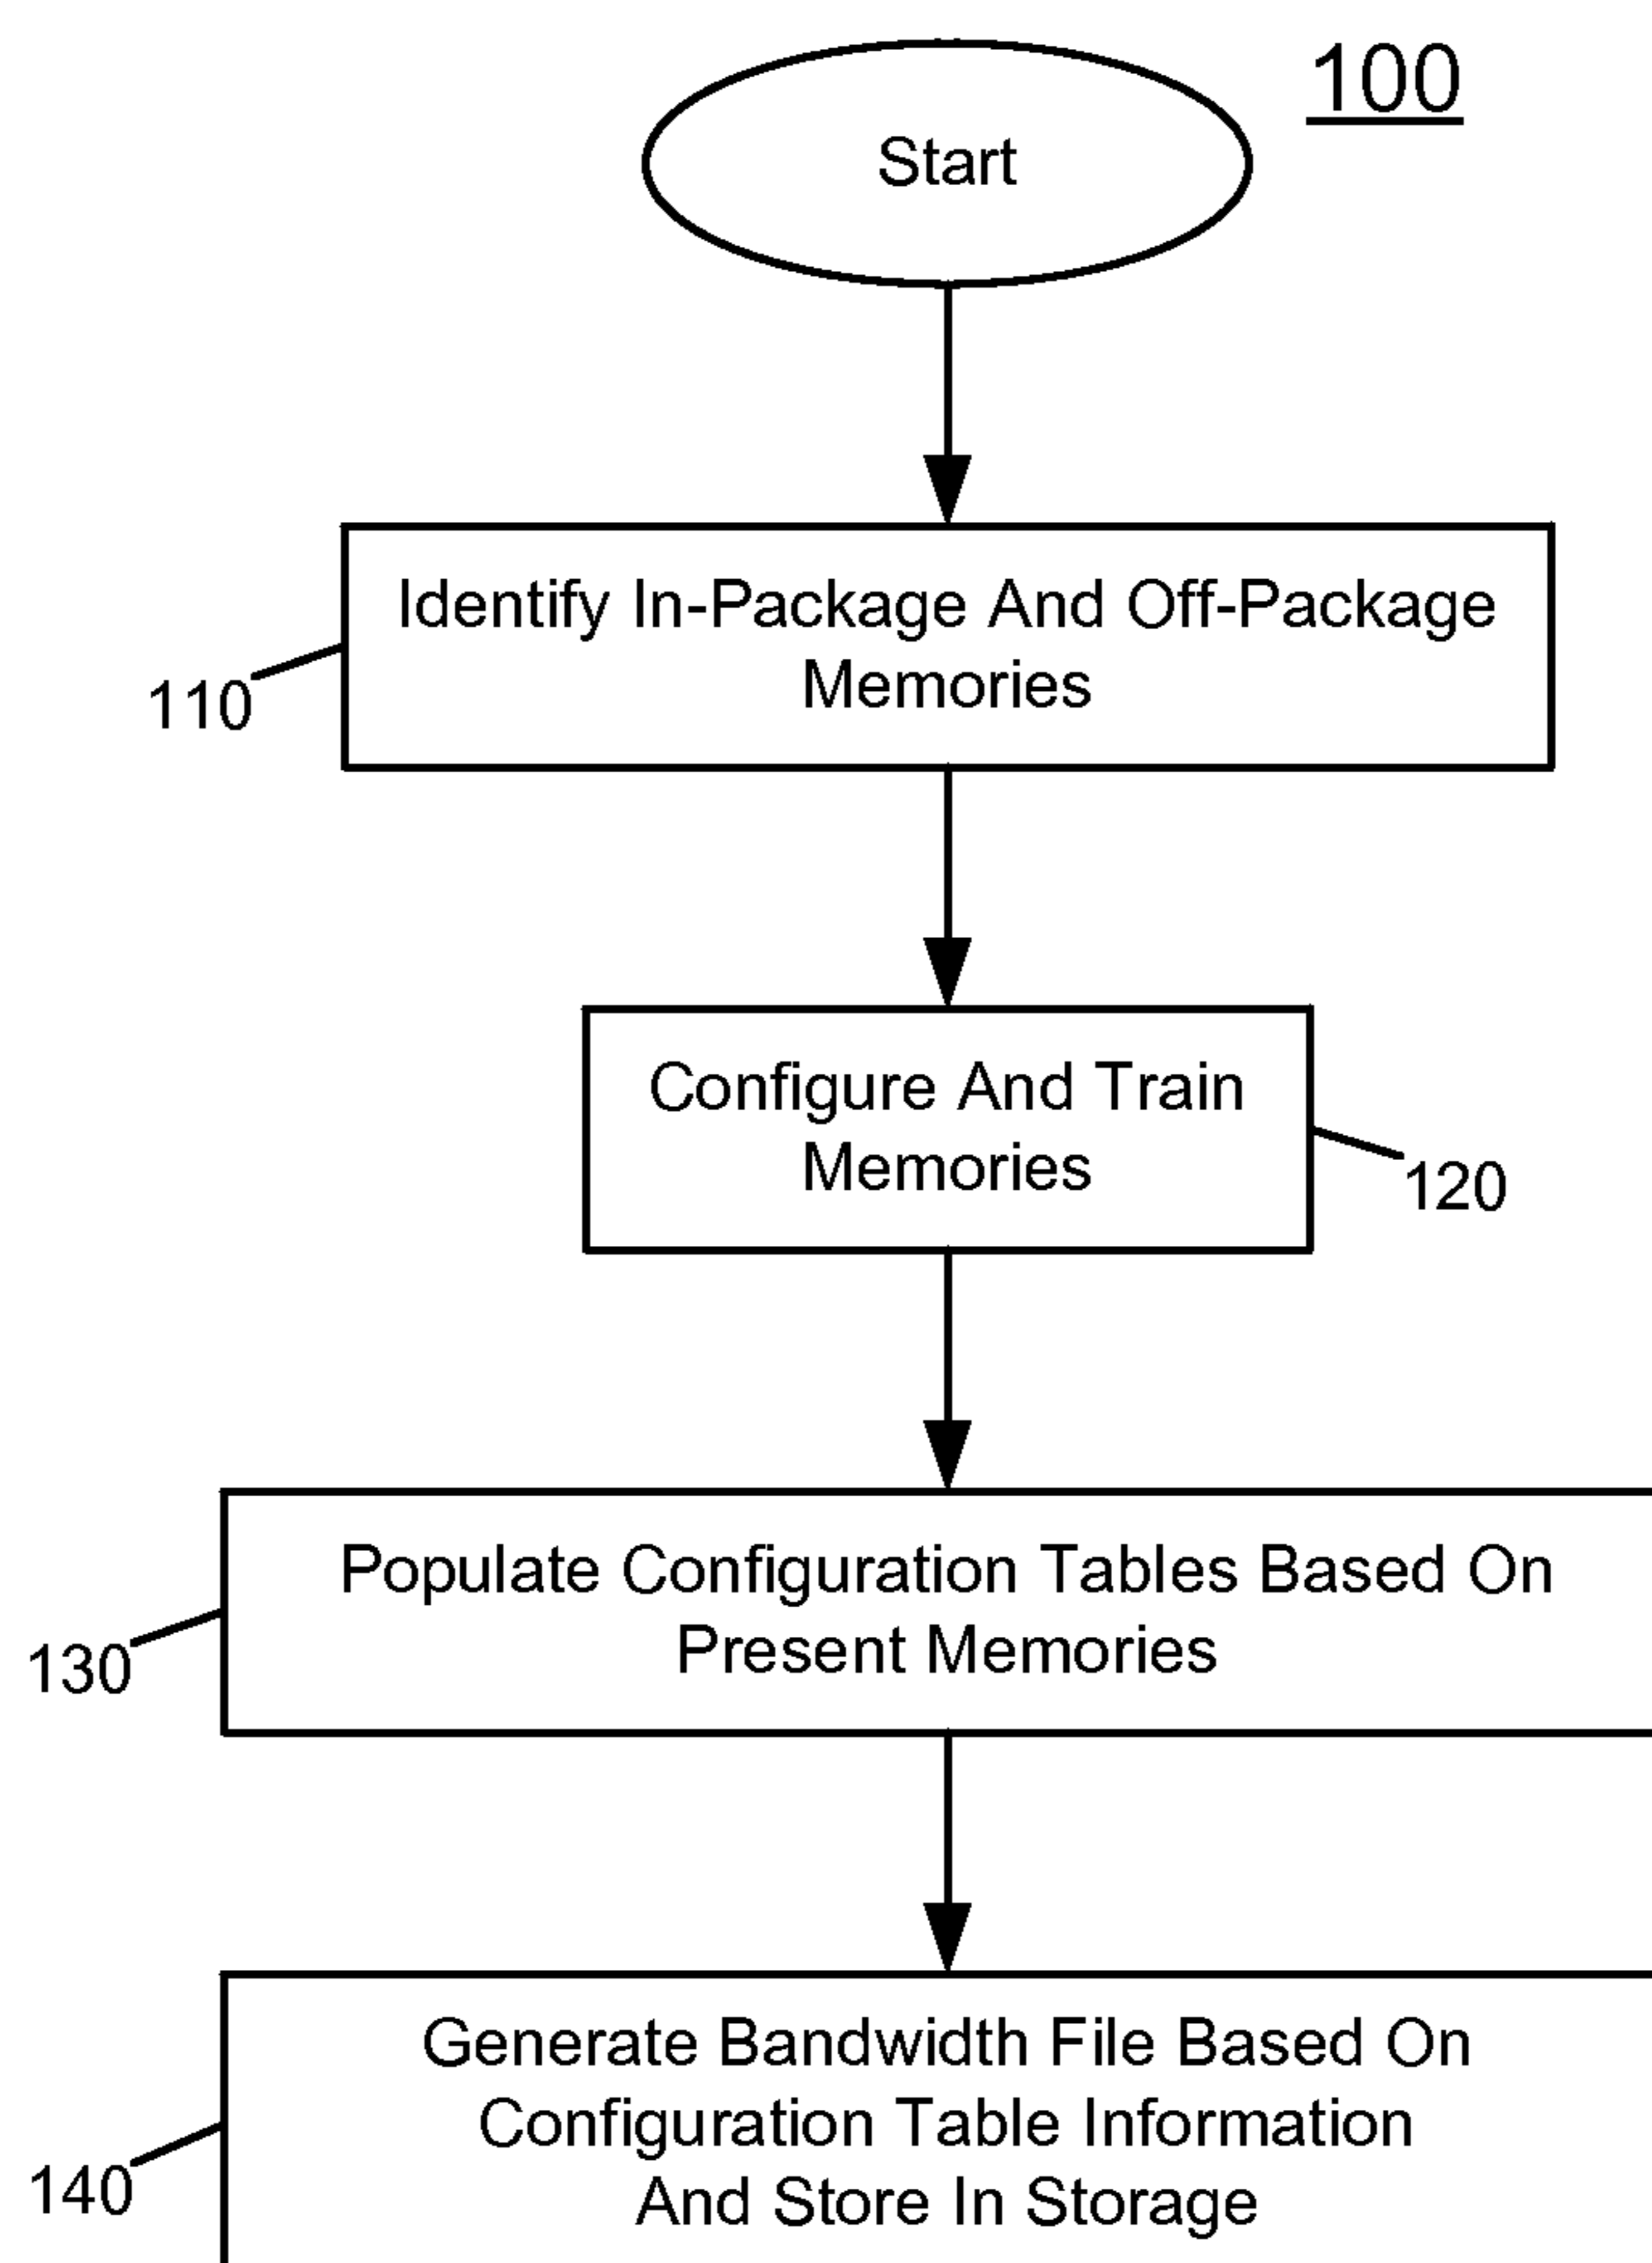 100
Start
Identify In-Package And Off-Package
Memories
110
Configure And Train
Memories
120
Populate Configuration Tables Based On
Present Memories
130
Generate Bandwidth File Based On
Configuration Table Information
And Store In Storage
140